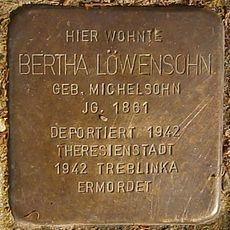 HIER WOHNTE
BERTHA LÖWENSOHN
GEB. MICHELSOHN
JG. 1861
DEPORTIERT 1942
THERESIENSTADT
1942 TREBLINKA
ERMORDET